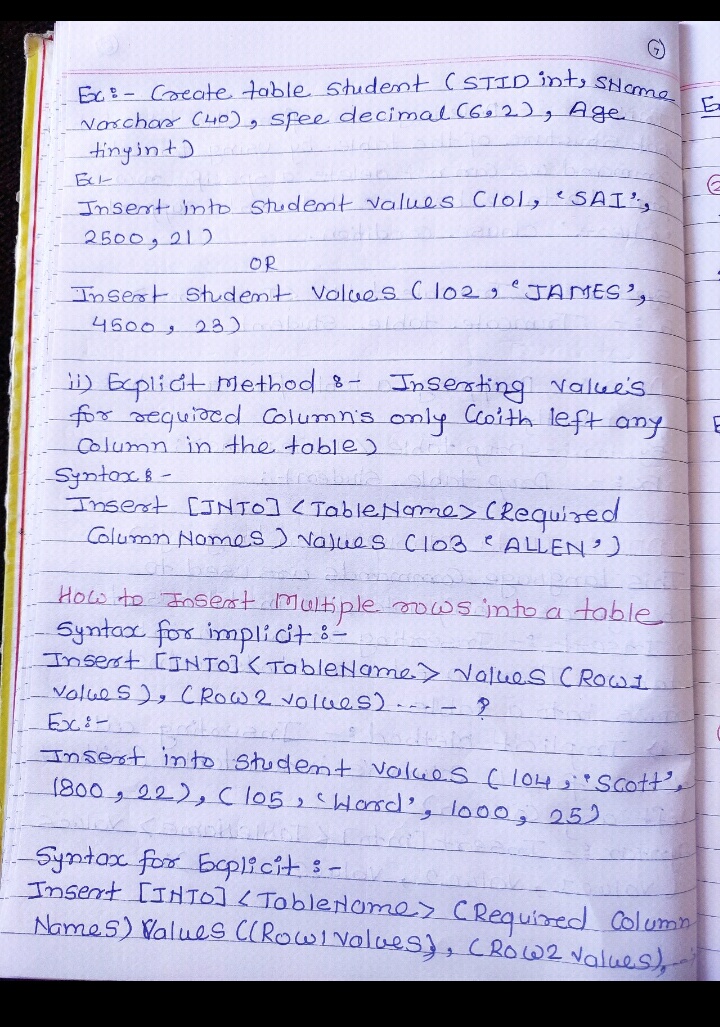 7
Ex:- Create table student (STID int, SName
varchar (40), sfee decimal (6,2), Age
tinyint)
Ex:-
Insert into student values (101, 'SAI',
2500, 21)
OR
Insert student values (102, 'JAMES',
4500, 23)
ii) Explicit method :- Inserting value's
for required column's only (with left any
column in the table)
Syntax :-
Insert [INTO] <TableName> (Required
Column Names) values (103 'ALLEN')
How to Insert multiple rows into a table
Syntax for implicit :-
Insert [INTO] <TableName> values (Row1
values), (Row2 values) ... - ?
Ex :-
Insert into student values (104, 'Scott',
1800, 22), (105, 'Ward', 1000, 25)
Syntax for Explicit :-
Insert [INTO] <TableName> (Required Column
Names) values ((Row1 values), (Row2 values), ..